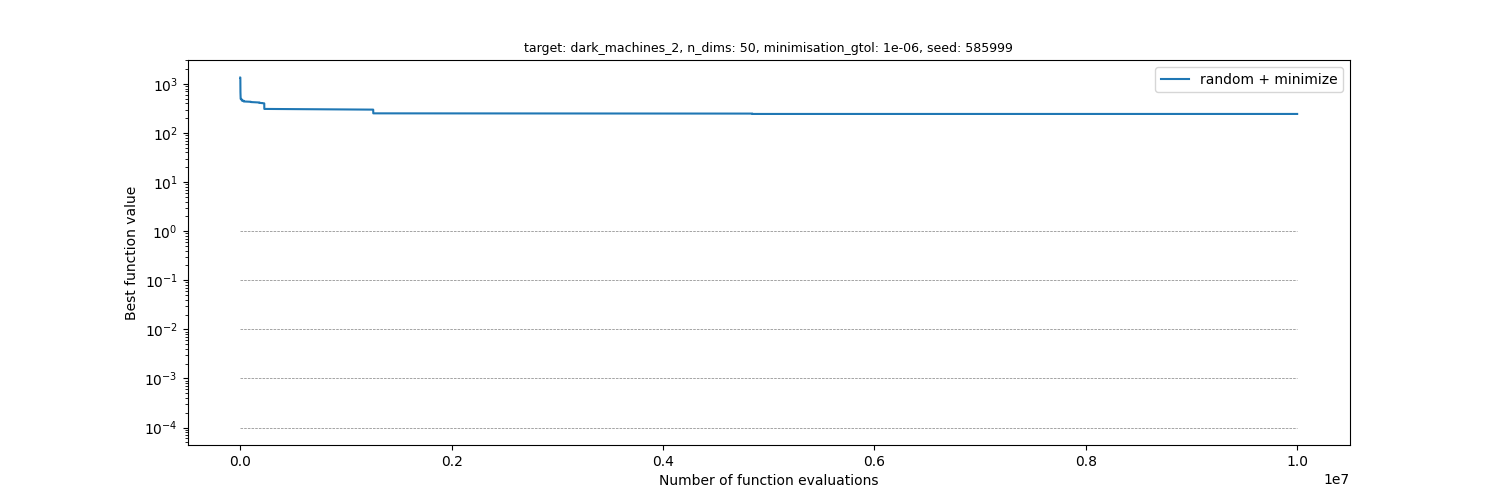 target: dark_machines_2, n_dims: 50, minimisation_gtol: 1e-06, seed: 585999
random + minimize
Best function value
10³
10²
10¹
10⁰
10⁻¹
10⁻²
10⁻³
10⁻⁴
0.0 0.2 0.4 0.6 0.8 1.0
1e7
Number of function evaluations